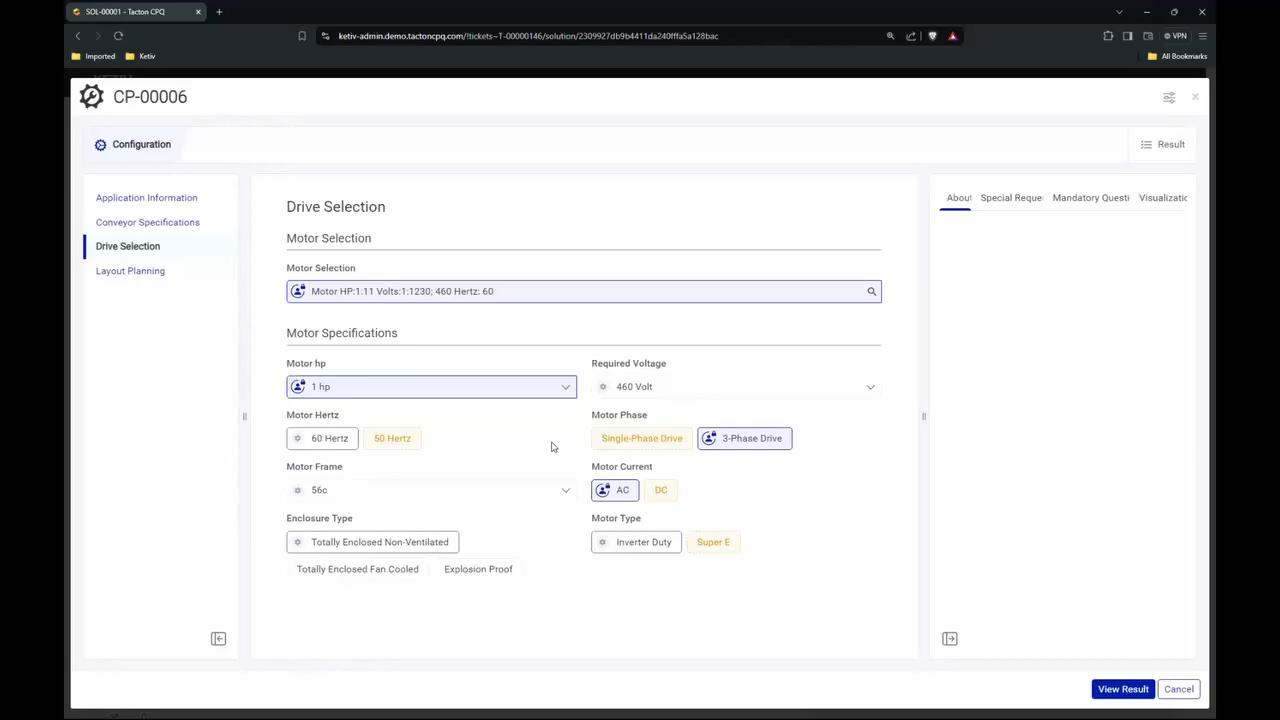 SOL-00001 - Tacton CPQ
ketiv-admin.demo.tactoncpq.com/!tickets~T-00000146/solution/2309927db9b4411da240fffa5a128bac
VPN
Imported
Ketiv
All Bookmarks
CP-00006
Configuration
Result
Application Information
Conveyor Specifications
Drive Selection
Layout Planning
Drive Selection
Motor Selection
Motor Selection
Motor HP:1:11 Volts:1:1230; 460 Hertz: 60
Motor Specifications
Motor hp
Required Voltage
1 hp
460 Volt
Motor Hertz
Motor Phase
60 Hertz
50 Hertz
Single-Phase Drive
3-Phase Drive
Motor Frame
Motor Current
56c
AC
DC
Enclosure Type
Motor Type
Totally Enclosed Non-Ventilated
Inverter Duty
Super E
Totally Enclosed Fan Cooled
Explosion Proof
About
Special Reque
Mandatory Questi
Visualizatic
View Result
Cancel